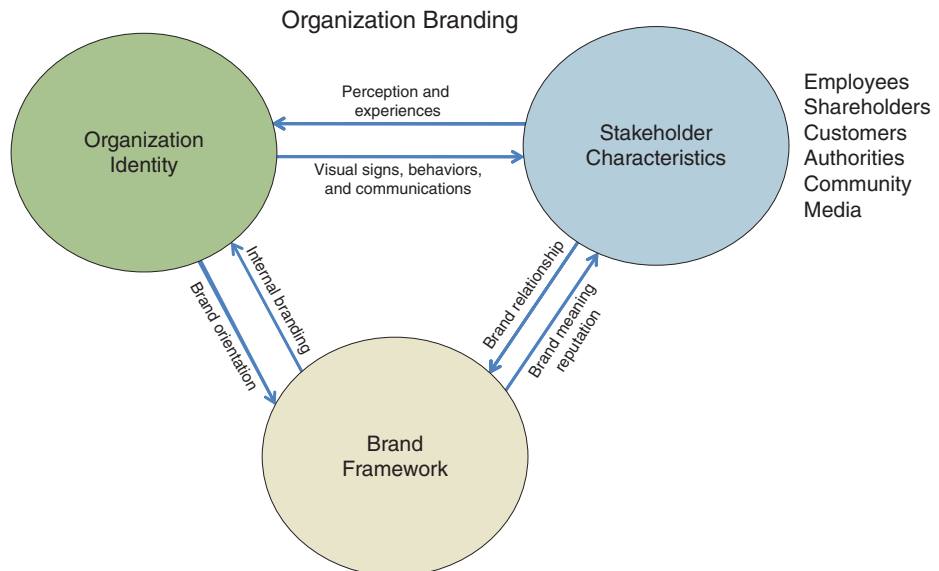 Organization Branding
Organization
Identity
Perception and
experiences
Visual signs, behaviors,
and communications
Stakeholder
Characteristics
Employees
Shareholders
Customers
Authorities
Community
Media
Brand orientation
Internal branding
Brand relationship
Brand meaning
reputation
Brand
Framework